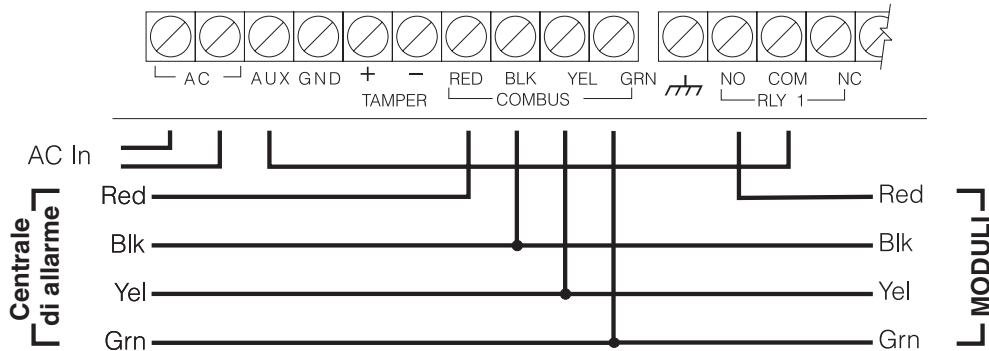 AC AUX GND + − RED BLK YEL GRN NO COM NC
TAMPER COMBUS RLY 1
AC In
Centrale
di allarme
Red Red
Blk Blk
Yel Yel
Grn Grn
MODULI